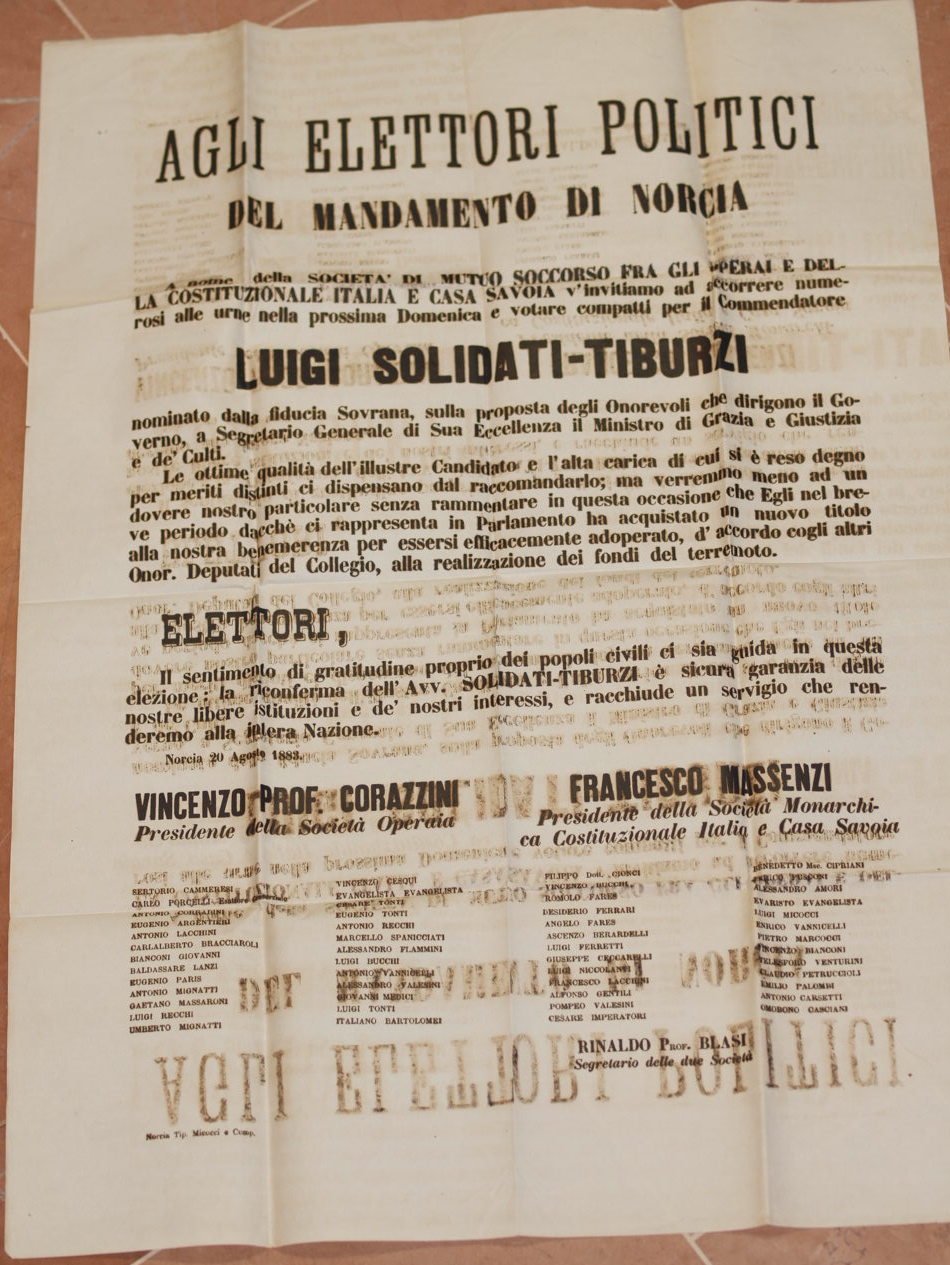 AGLI ELETTORI POLITICI
DEL MANDAMENTO DI NORCIA
A nome della SOCIETA' DI MUTUO SOCCORSO FRA GLI OPERAI E DEL-
LA COSTITUZIONALE ITALIA E CASA SAVOIA v'invitiamo ad accorrere nume-
rosi alle urne nella prossima Domenica e votare compatti per il Commendatore
LUIGI SOLIDATI-TIBURZI
nominato dalla fiducia Sovrana, sulla proposta degli Onorevoli che dirigono il Go-
verno, a Segretario Generale di Sua Eccellenza il Ministro di Grazia e Giustizia
e de' Culti.
Le ottime qualità dell'illustre Candidato e l'alta carica di cui si è reso degno
per meriti distinti ci dispensano dal raccomandarlo; ma verremmo meno ad un
dovere nostro particolare senza rammentare in questa occasione che Egli nel bre-
ve periodo dacchè ci rappresenta in Parlamento ha acquistato un nuovo titolo
alla nostra benemerenza per essersi efficacemente adoperato, d'accordo cogli altri
Onor. Deputati del Collegio, alla realizzazione dei fondi del terremoto.
ELETTORI,
Il sentimento di gratitudine proprio dei popoli civili ci sia guida in questa
elezione; la riconferma dell'Avv. SOLIDATI-TIBURZI è sicura garanzia delle
nostre libere istituzioni e de' nostri interessi, e racchiude un servigio che ren-
deremo alla intera Nazione.
Norcia 20 Agosto 1883.
VINCENZO PROF. CORAZZINI
Presidente della Società Operaia
FRANCESCO MASSENZI
Presidente della Società Monarchi-
ca Costituzionale Italia e Casa Savoia
SERTORIO CAMMERESI
CARLO PORCELLI
ANTONIO CORRADINI
EUGENIO ARGENTIERI
ANTONIO LACCHINI
CARLALBERTO BRACCIAROLI
BIANCONI GIOVANNI
BALDASSARE LANZI
EUGENIO PARIS
ANTONIO MIGNATTI
GAETANO MASSARONI
LUIGI RECCHI
UMBERTO MIGNATTI
VINCENZO CESQUI
EVANGELISTA EVANGELISTA
CESARE TONTI
EUGENIO TONTI
ANTONIO RECCHI
MARCELLO SPANICCIATI
ALESSANDRO FLAMMINI
LUIGI BUCCHI
ANTONIO VANNICELLI
ALESSANDRO VALESINI
GIOVANNI MEDICI
LUIGI TONTI
ITALIANO BARTOLOMEI
FILIPPO Dott. CIONCI
VINCENZO BUCCHI
ROMOLO FARES
DESIDERIO FERRARI
ANGELO FARES
ASCENZO BERARDELLI
LUIGI FERRETTI
GIUSEPPE CECCARELLI
LUIGI NICCOLANTI
FRANCESCO LACCHINI
ALFONSO GENTILI
POMPEO VALESINI
CESARE IMPERATORI
BENEDETTO Mae. CIPRIANI
ENRICO
ALESSANDRO AMORI
EVARISTO EVANGELISTA
LUIGI MICOCCI
ENRICO VANNICELLI
PIETRO MARCOCCI
VINCENZO BIANCONI
TELESFORO VENTURINI
CLAUDIO PETRUCCIOLI
EMILIO PALOMBI
ANTONIO CARSETTI
OMOBONO CASCIANI
RINALDO PROF. BLASI
Segretario delle due Società
Norcia Tip. Micocci e Comp.